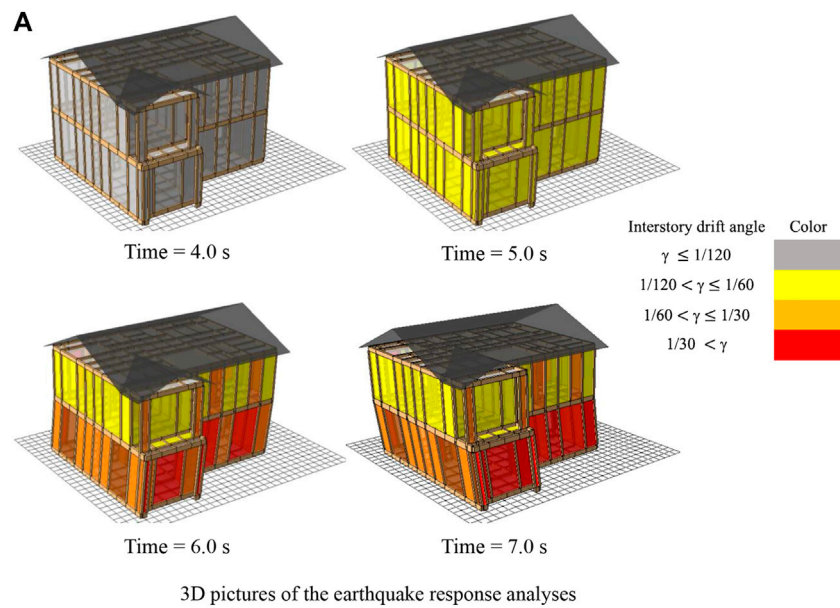 A
Time = 4.0 s
Time = 5.0 s
Interstory drift angle Color
γ ≤ 1/120
1/120 < γ ≤ 1/60
1/60 < γ ≤ 1/30
1/30 < γ
Time = 6.0 s
Time = 7.0 s
3D pictures of the earthquake response analyses